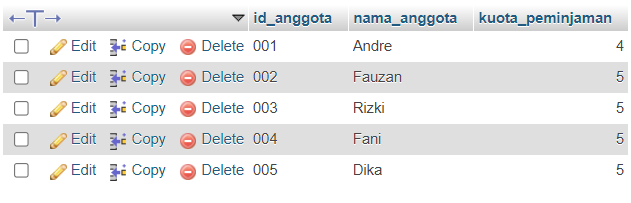 id_anggota nama_anggota kuota_peminjaman
Edit Copy Delete 001 Andre 4
Edit Copy Delete 002 Fauzan 5
Edit Copy Delete 003 Rizki 5
Edit Copy Delete 004 Fani 5
Edit Copy Delete 005 Dika 5